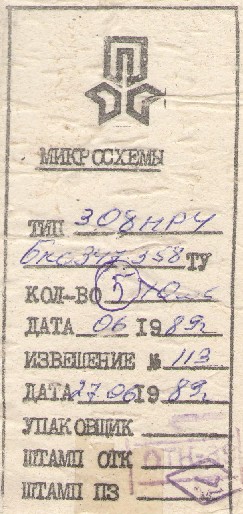 МИКРОСХЕМЫ
ТИП 308НР4
бк0.347.358 ТУ
КОЛ-ВО 5
ДАТА 06 1989г
ИЗВЕЩЕНИЕ № 113
ДАТА 27.06 1989г
УПАКОВЩИК
ШТАМП ОТК
ШТАМП ПЗ